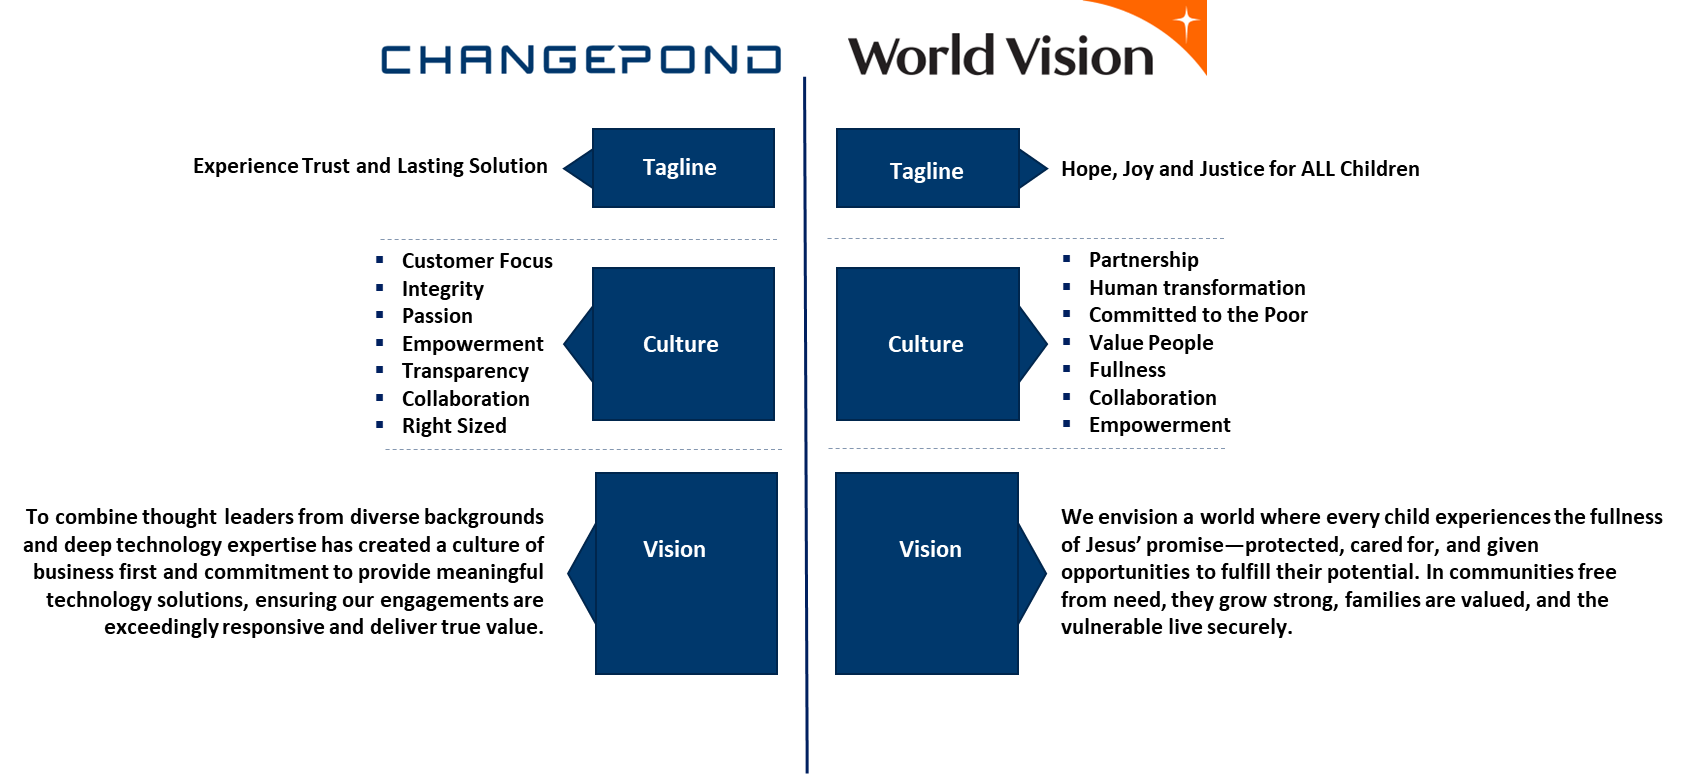 CHANGEPOND
World Vision
Experience Trust and Lasting Solution
Tagline
Tagline
Hope, Joy and Justice for ALL Children
Customer Focus
Integrity
Passion
Empowerment
Transparency
Collaboration
Right Sized
Culture
Culture
Partnership
Human transformation
Committed to the Poor
Value People
Fullness
Collaboration
Empowerment
To combine thought leaders from diverse backgrounds
and deep technology expertise has created a culture of
business first and commitment to provide meaningful
technology solutions, ensuring our engagements are
exceedingly responsive and deliver true value.
Vision
Vision
We envision a world where every child experiences the fullness
of Jesus’ promise—protected, cared for, and given
opportunities to fulfill their potential. In communities free
from need, they grow strong, families are valued, and the
vulnerable live securely.